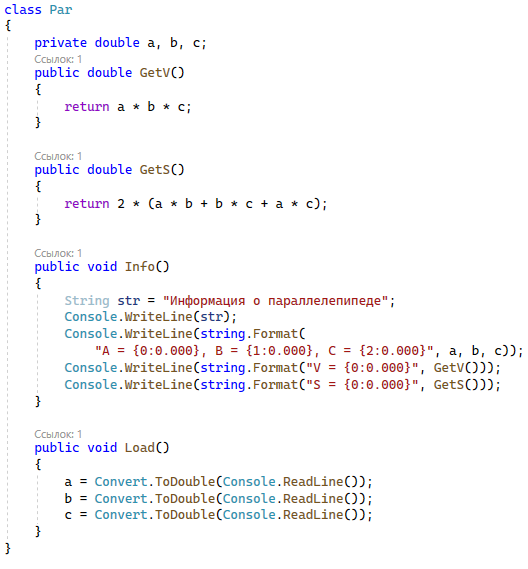 class Par
{
    private double a, b, c;
    Ссылок: 1
    public double GetV()
    {
        return a * b * c;
    }

    Ссылок: 1
    public double GetS()
    {
        return 2 * (a * b + b * c + a * c);
    }

    Ссылок: 1
    public void Info()
    {
        String str = "Информация о параллелепипеде";
        Console.WriteLine(str);
        Console.WriteLine(string.Format(
            "A = {0:0.000}, B = {1:0.000}, C = {2:0.000}", a, b, c));
        Console.WriteLine(string.Format("V = {0:0.000}", GetV()));
        Console.WriteLine(string.Format("S = {0:0.000}", GetS()));
    }

    Ссылок: 1
    public void Load()
    {
        a = Convert.ToDouble(Console.ReadLine());
        b = Convert.ToDouble(Console.ReadLine());
        c = Convert.ToDouble(Console.ReadLine());
    }
}